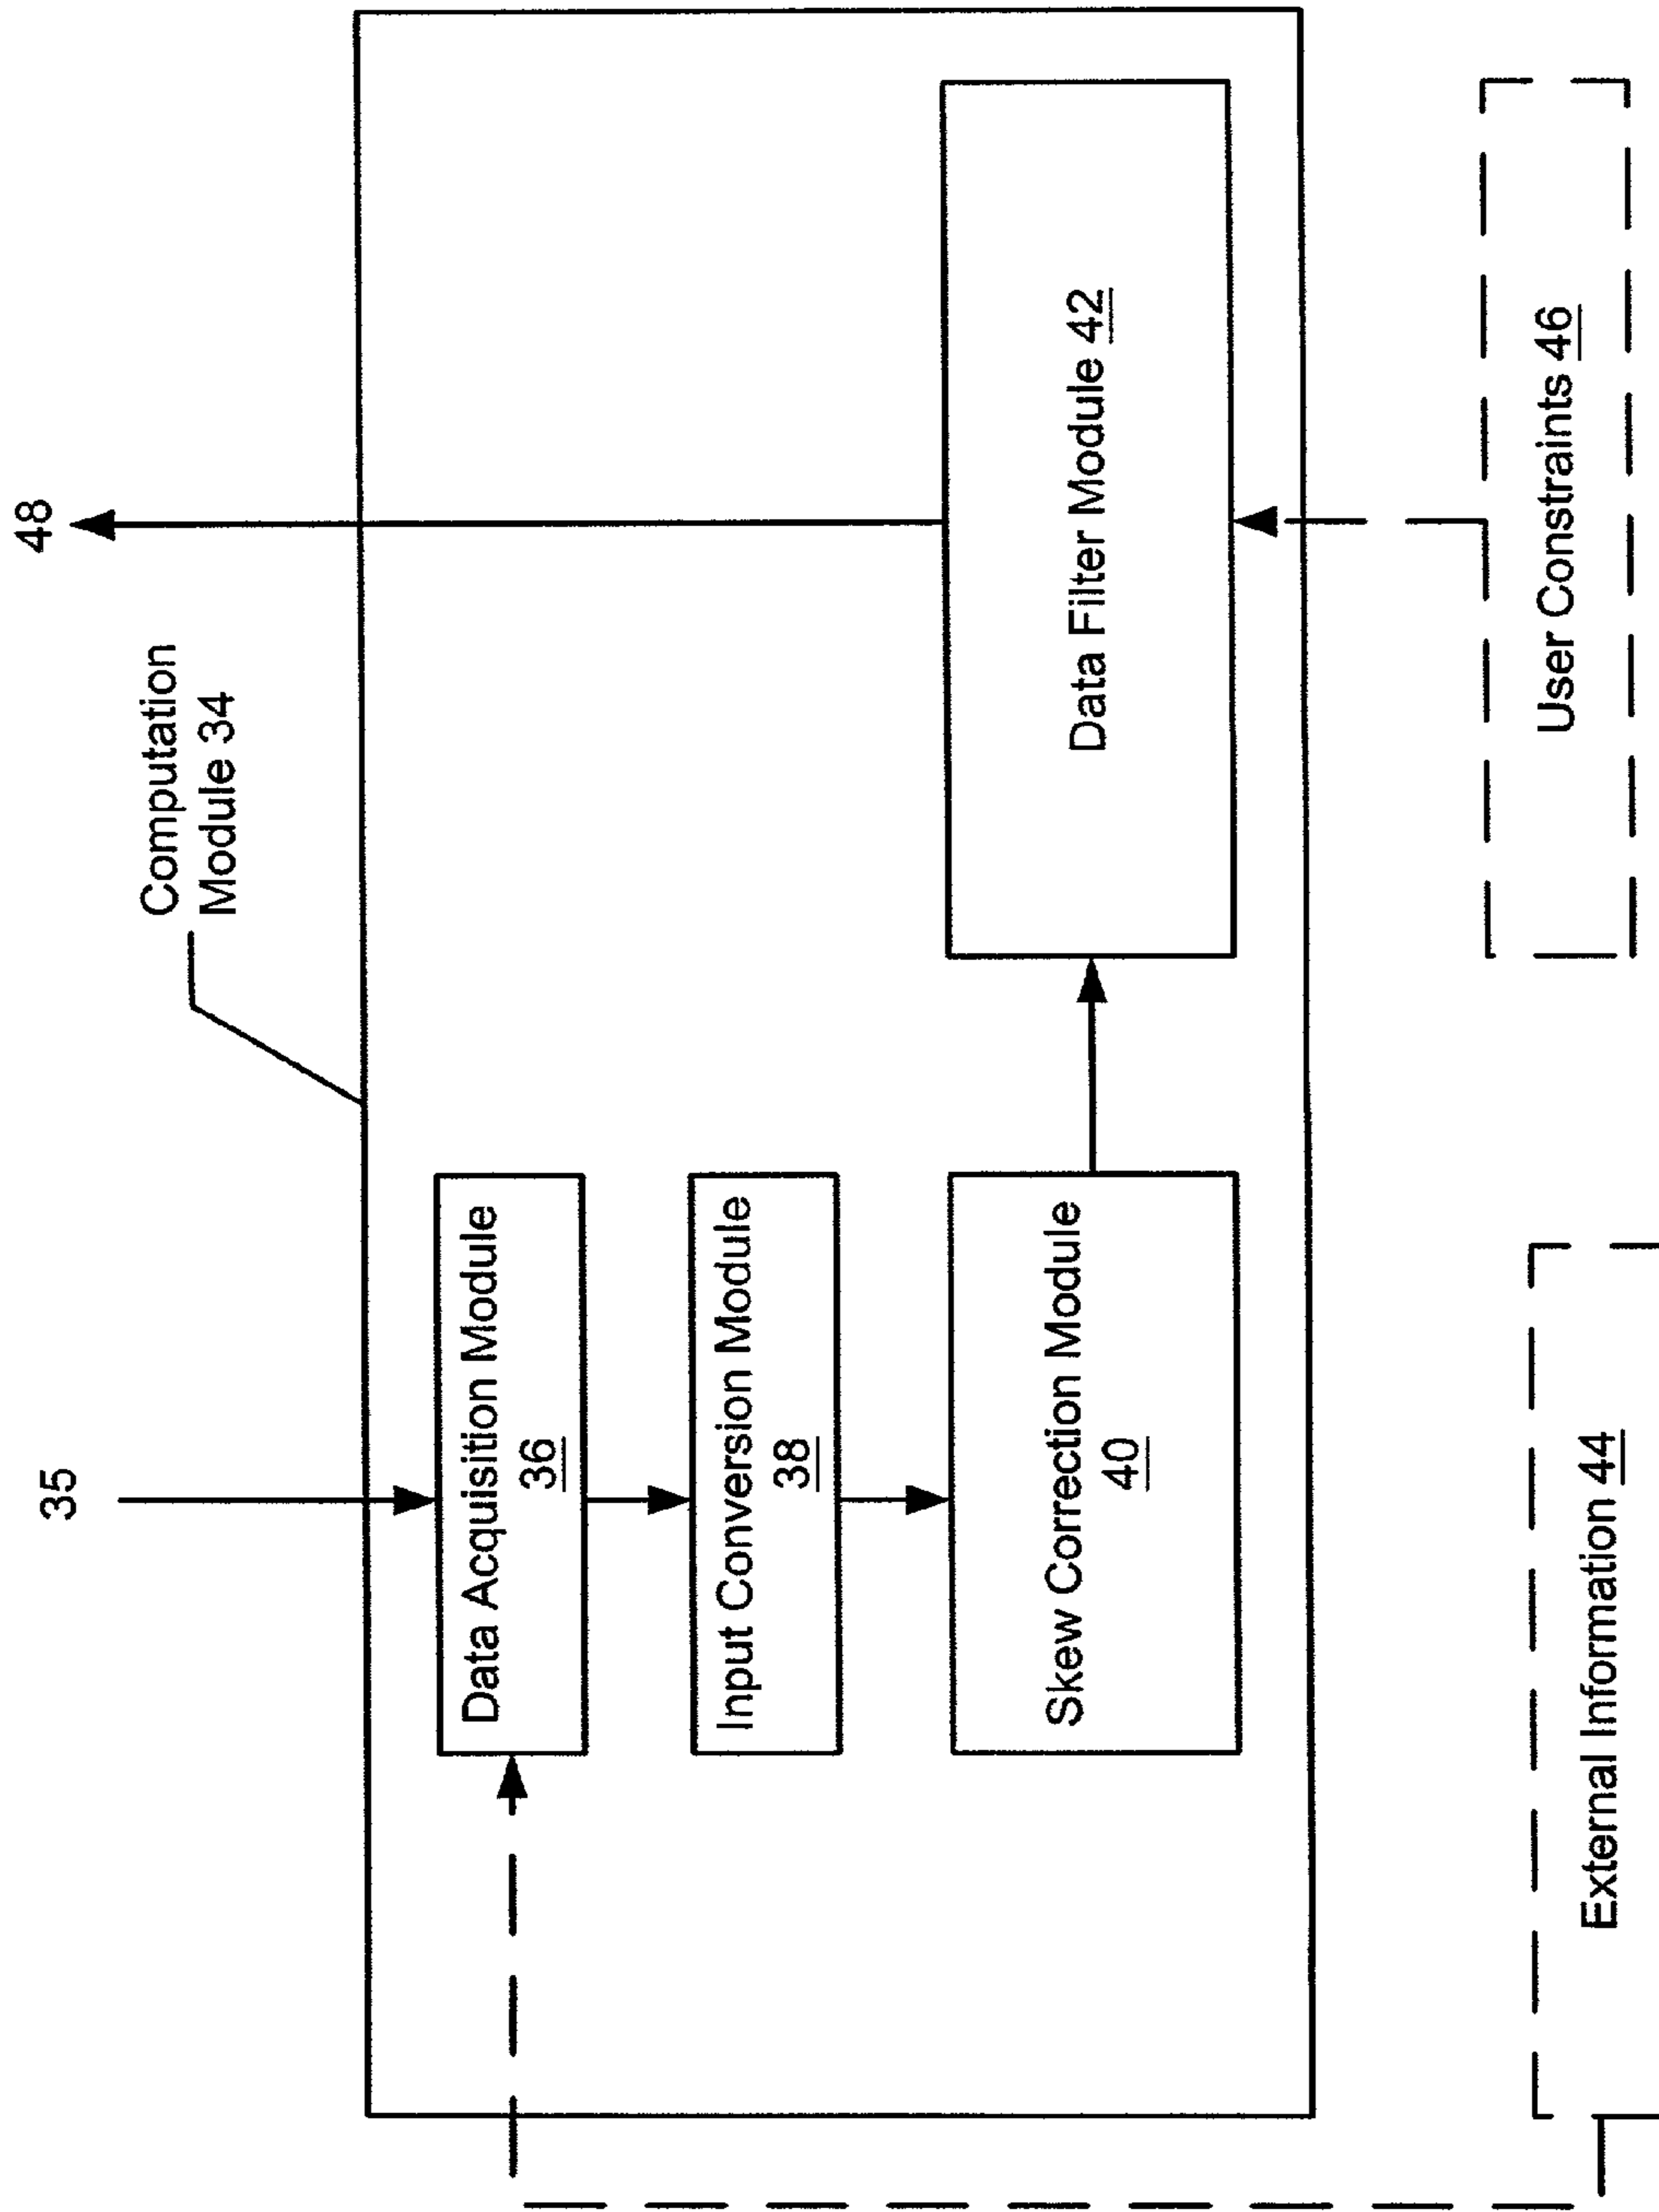 Computation
Module 34
35
48
Data Acquisition Module
36
Input Conversion Module
38
Skew Correction Module
40
Data Filter Module 42
External Information 44
User Constraints 46